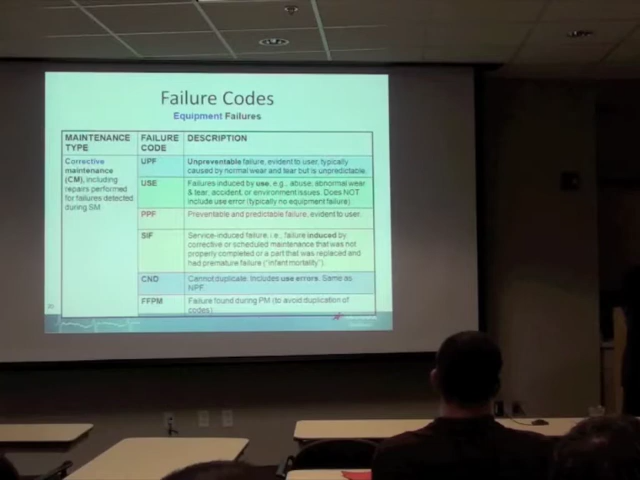 Failure Codes
Equipment Failures
MAINTENANCE
TYPE
FAILURE
CODE
DESCRIPTION
Corrective
maintenance
(CM), including
repairs performed
for failures detected
during SM
UPF
Unpreventable failure, evident to user, typically
caused by normal wear and tear but is unpredictable.
USE
Failures induced by use, e.g., abuse, abnormal wear
& tear, accident, or environment issues. Does NOT
include use error (typically no equipment failure).
PPF
Preventable and predictable failure, evident to user.
SIF
Service-induced failure, i.e., failure induced by
corrective or scheduled maintenance that was not
properly completed or a part that was replaced and
had premature failure ("infant mortality").
CND
Cannot duplicate. Includes use errors. Same as
NPF.
FFPM
Failure found during PM (to avoid duplication of
codes)